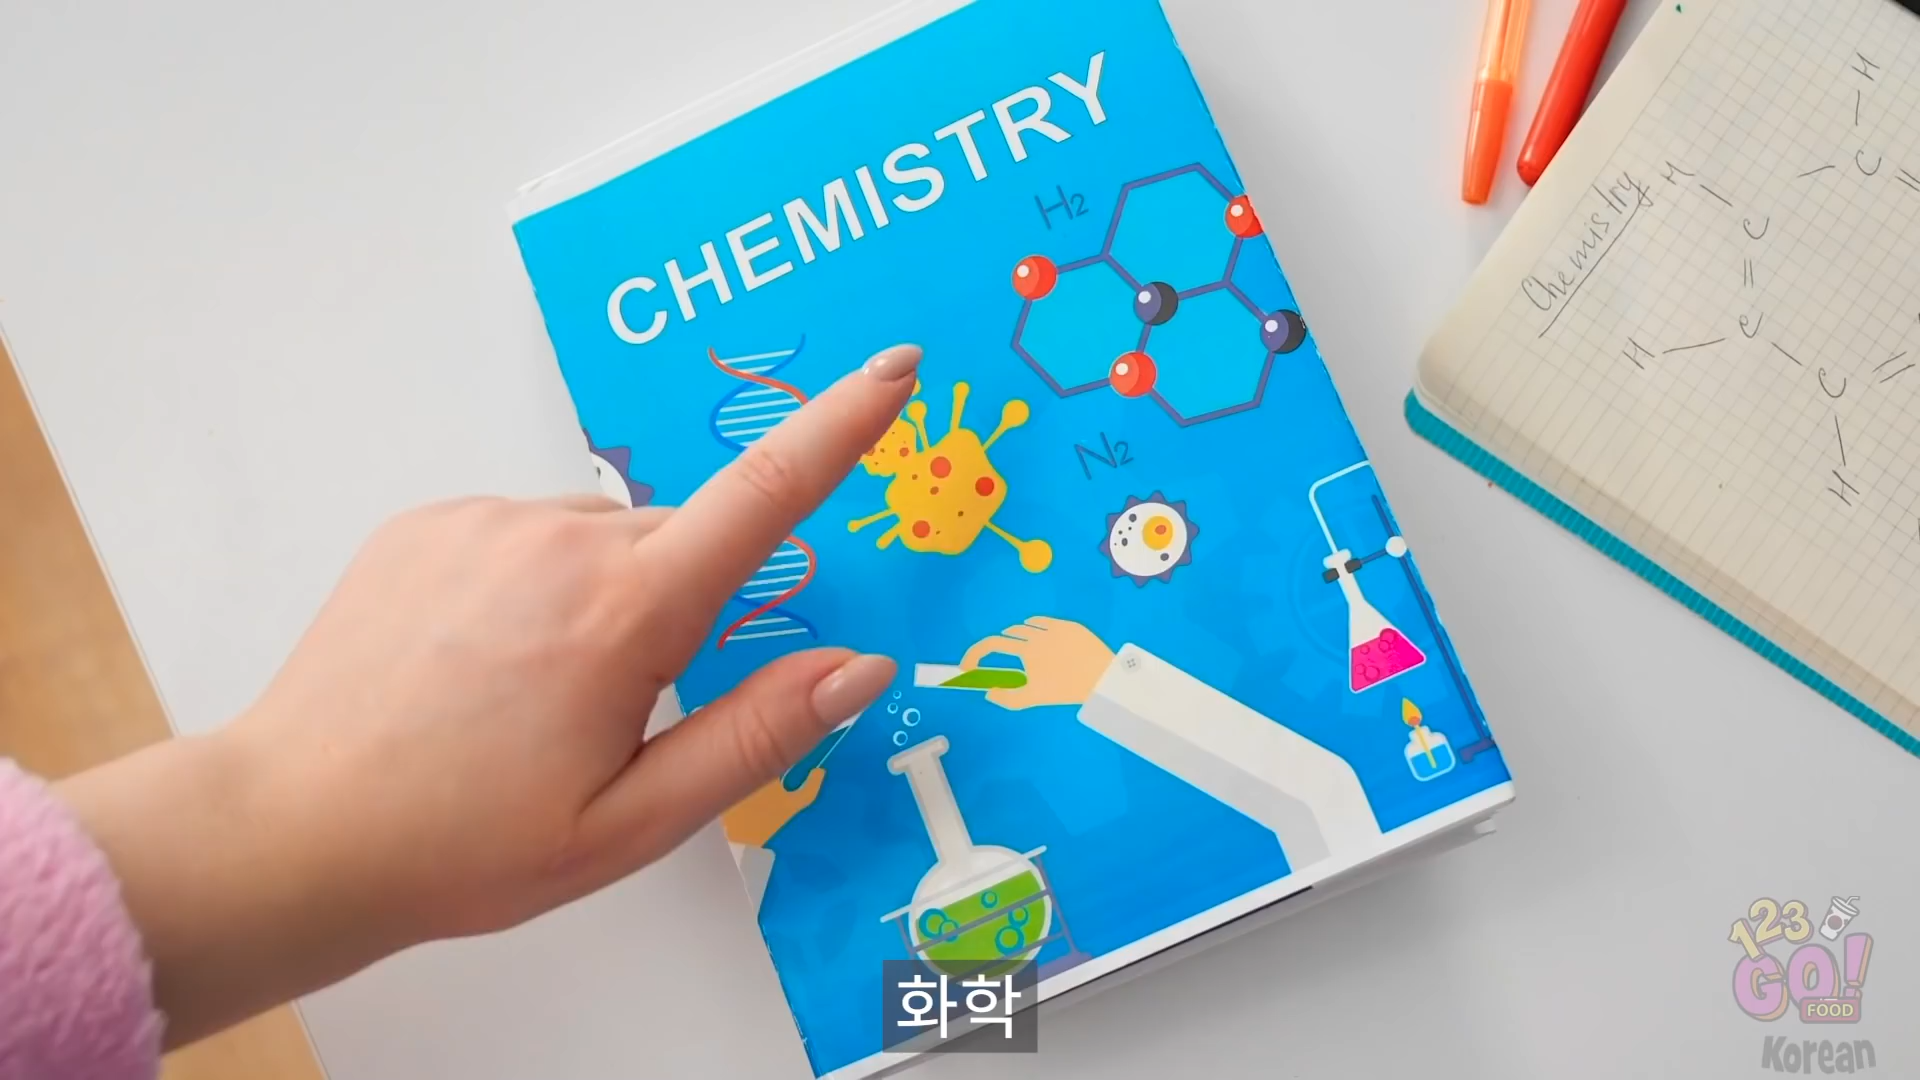 CHEMISTRY
H2
N2
Chemistry
H
C
H
C
C
H
C
H
화학
123
GO!
FOOD
Korean